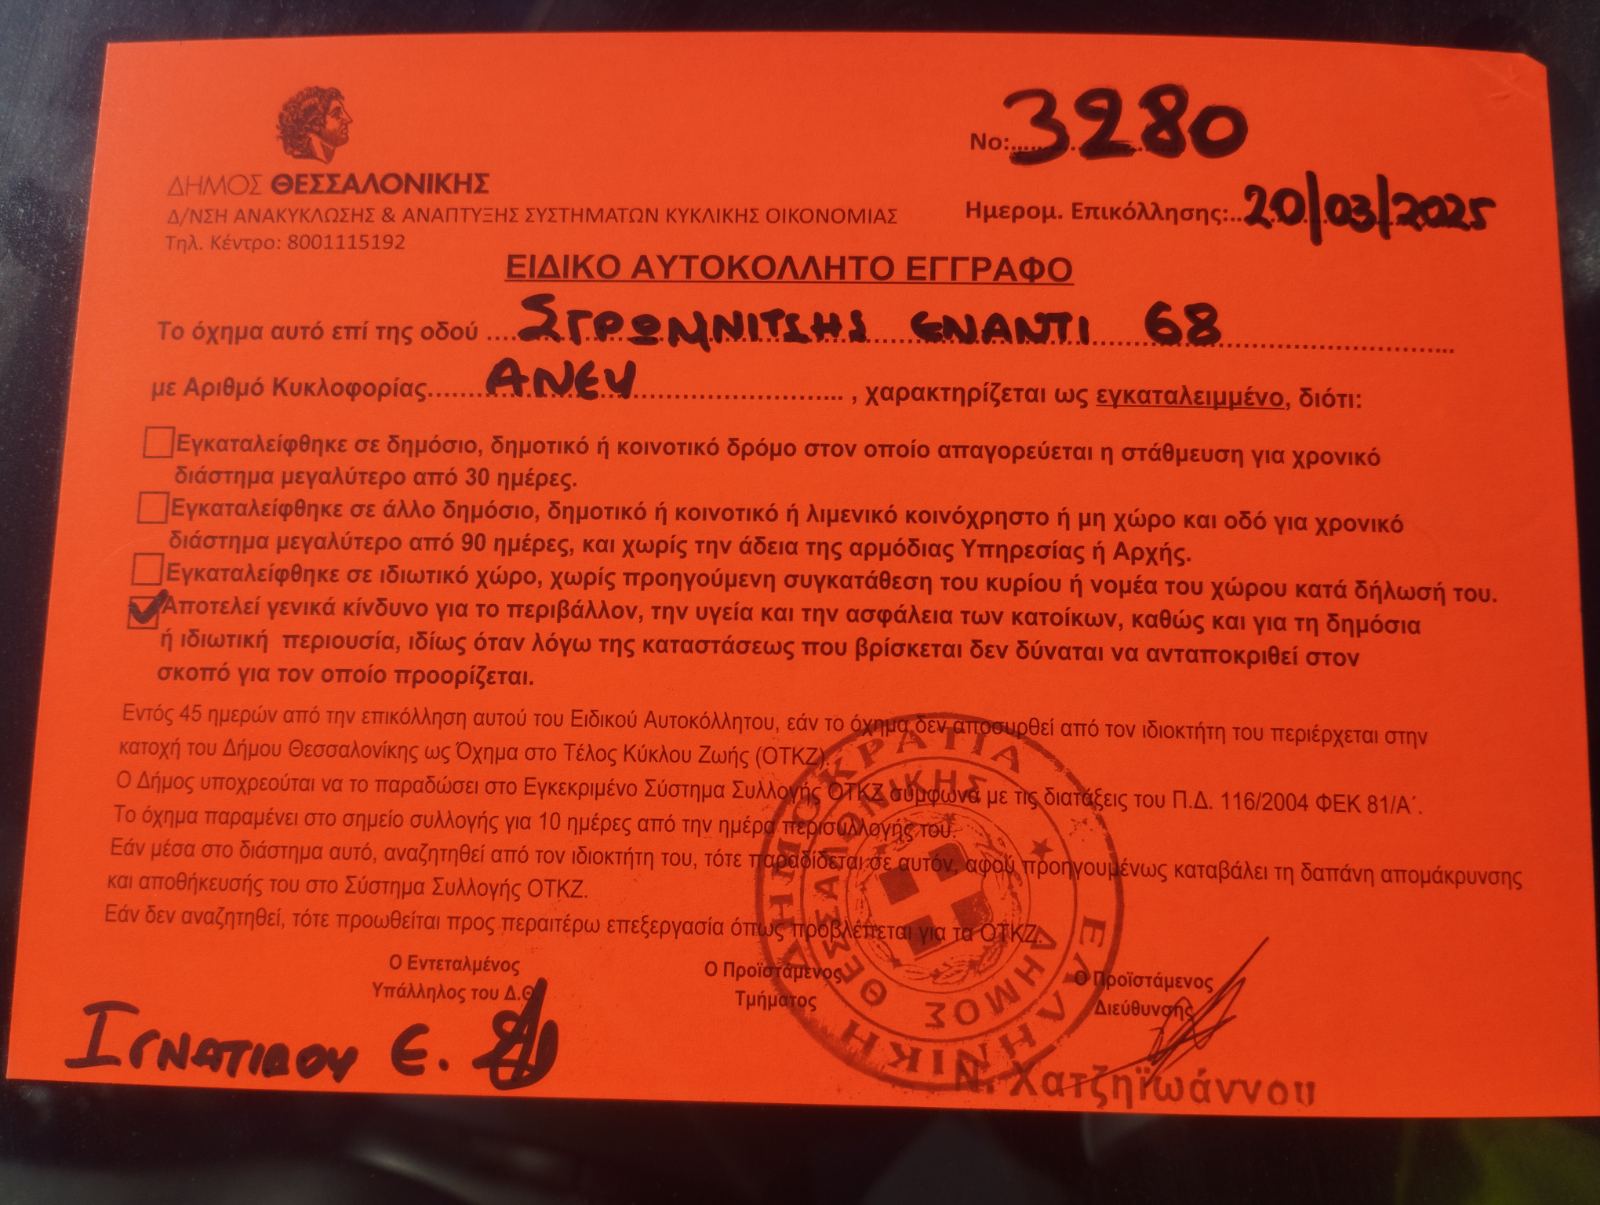 ΔΗΜΟΣ ΘΕΣΣΑΛΟΝΙΚΗΣ
Δ/ΝΣΗ ΑΝΑΚΥΚΛΩΣΗΣ & ΑΝΑΠΤΥΞΗΣ ΣΥΣΤΗΜΑΤΩΝ ΚΥΚΛΙΚΗΣ ΟΙΚΟΝΟΜΙΑΣ
Τηλ. Κέντρο: 8001115192
Νο:......3280
Ημερομ. Επικόλλησης:..20/03/2025
ΕΙΔΙΚΟ ΑΥΤΟΚΟΛΛΗΤΟ ΕΓΓΡΑΦΟ
Το όχημα αυτό επί της οδού ... ΣΤΡΩΜΝΙΤΣΗΣ ΕΝΑΝΤΙ 68
με Αριθμό Κυκλοφορίας....... ΑΝΕΥ ........ , χαρακτηρίζεται ως εγκαταλειμμένο, διότι:
Εγκαταλείφθηκε σε δημόσιο, δημοτικό ή κοινοτικό δρόμο στον οποίο απαγορεύεται η στάθμευση για χρονικό
διάστημα μεγαλύτερο από 30 ημέρες.
Εγκαταλείφθηκε σε άλλο δημόσιο, δημοτικό ή κοινοτικό ή λιμενικό κοινόχρηστο ή μη χώρο και οδό για χρονικό
διάστημα μεγαλύτερο από 90 ημέρες, και χωρίς την άδεια της αρμόδιας Υπηρεσίας ή Αρχής.
Εγκαταλείφθηκε σε ιδιωτικό χώρο, χωρίς προηγούμενη συγκατάθεση του κυρίου ή νομέα του χώρου κατά δήλωσή του.
Αποτελεί γενικά κίνδυνο για το περιβάλλον, την υγεία και την ασφάλεια των κατοίκων, καθώς και για τη δημόσια
ή ιδιωτική περιουσία, ιδίως όταν λόγω της καταστάσεως που βρίσκεται δεν δύναται να ανταποκριθεί στον
σκοπό για τον οποίο προορίζεται.
Εντός 45 ημερών από την επικόλληση αυτού του Ειδικού Αυτοκόλλητου, εάν το όχημα δεν αποσυρθεί από τον ιδιοκτήτη του περιέρχεται στην
κατοχή του Δήμου Θεσσαλονίκης ως Όχημα στο Τέλος Κύκλου Ζωής (ΟΤΚΖ).
Ο Δήμος υποχρεούται να το παραδώσει στο Εγκεκριμένο Σύστημα Συλλογής ΟΤΚΖ σύμφωνα με τις διατάξεις του Π.Δ. 116/2004 ΦΕΚ 81/Α΄.
Το όχημα παραμένει στο σημείο συλλογής για 10 ημέρες από την ημέρα περισυλλογής του.
Εάν μέσα στο διάστημα αυτό, αναζητηθεί από τον ιδιοκτήτη του, τότε παραδίδεται σε αυτόν, αφού προηγουμένως καταβάλει τη δαπάνη απομάκρυνσης
και αποθήκευσής του στο Σύστημα Συλλογής ΟΤΚΖ.
Εάν δεν αναζητηθεί, τότε προωθείται προς περαιτέρω επεξεργασία όπως προβλέπεται για τα ΟΤΚΖ.
Ο Εντεταλμένος
Υπάλληλος του Δ.Θ
Ο Προϊστάμενος
Τμήματος
Ο Προϊστάμενος
Διεύθυνσης
ΙΓΝΑΤΙΑΔΟΥ Ε.
Ν. Χατζηϊωάννου
ΕΛΛΗΝΙΚΗ ΔΗΜΟΚΡΑΤΙΑ
ΔΗΜΟΣ ΘΕΣΣΑΛΟΝΙΚΗΣ